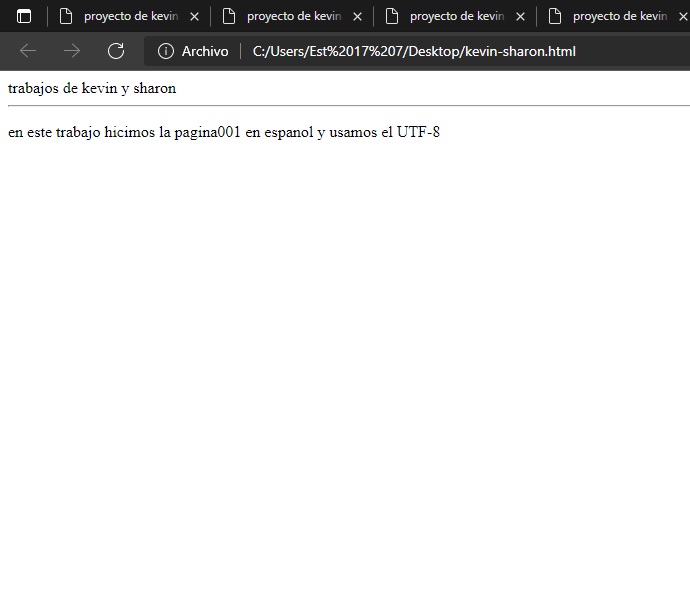 proyecto de kevin
proyecto de kevin
proyecto de kevin
proyecto de kevin
Archivo
C:/Users/Est%2017%207/Desktop/kevin-sharon.html
trabajos de kevin y sharon
en este trabajo hicimos la pagina001 en espanol y usamos el UTF-8